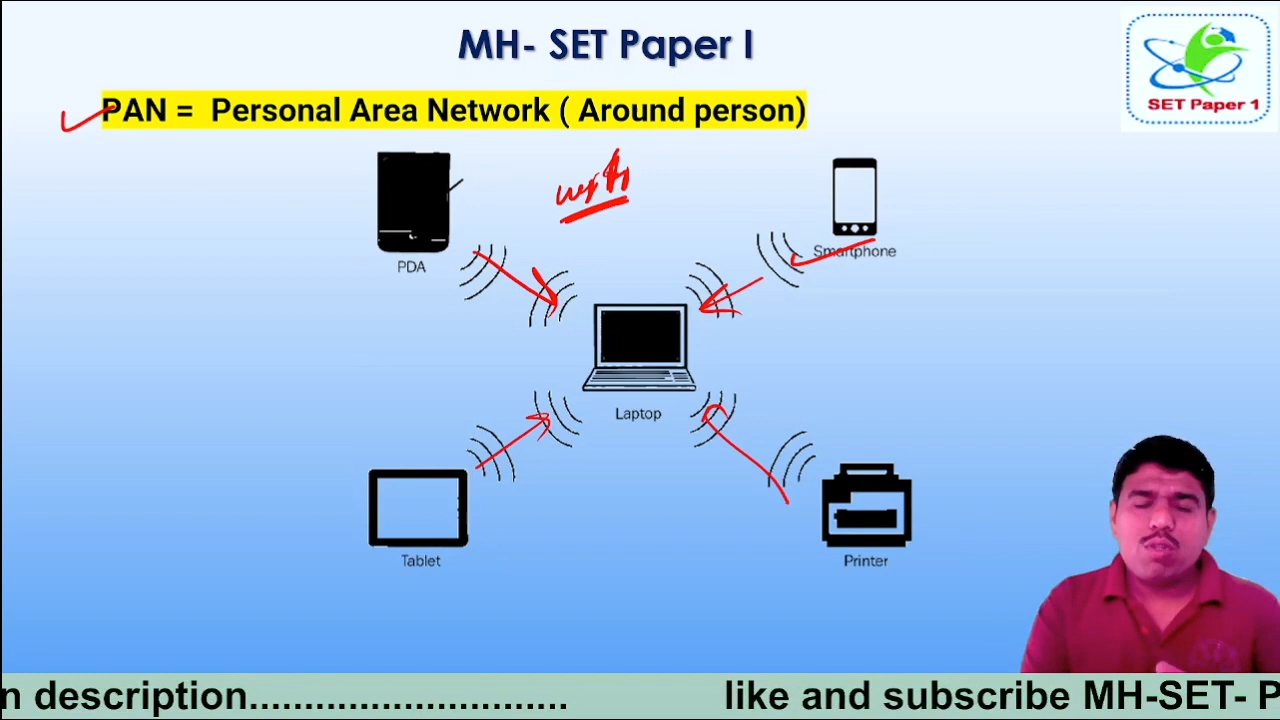 MH- SET Paper I
SET Paper 1
PAN = Personal Area Network ( Around person)
PDA
Smartphone
Laptop
Tablet
Printer
n description............................. like and subscribe MH-SET- P